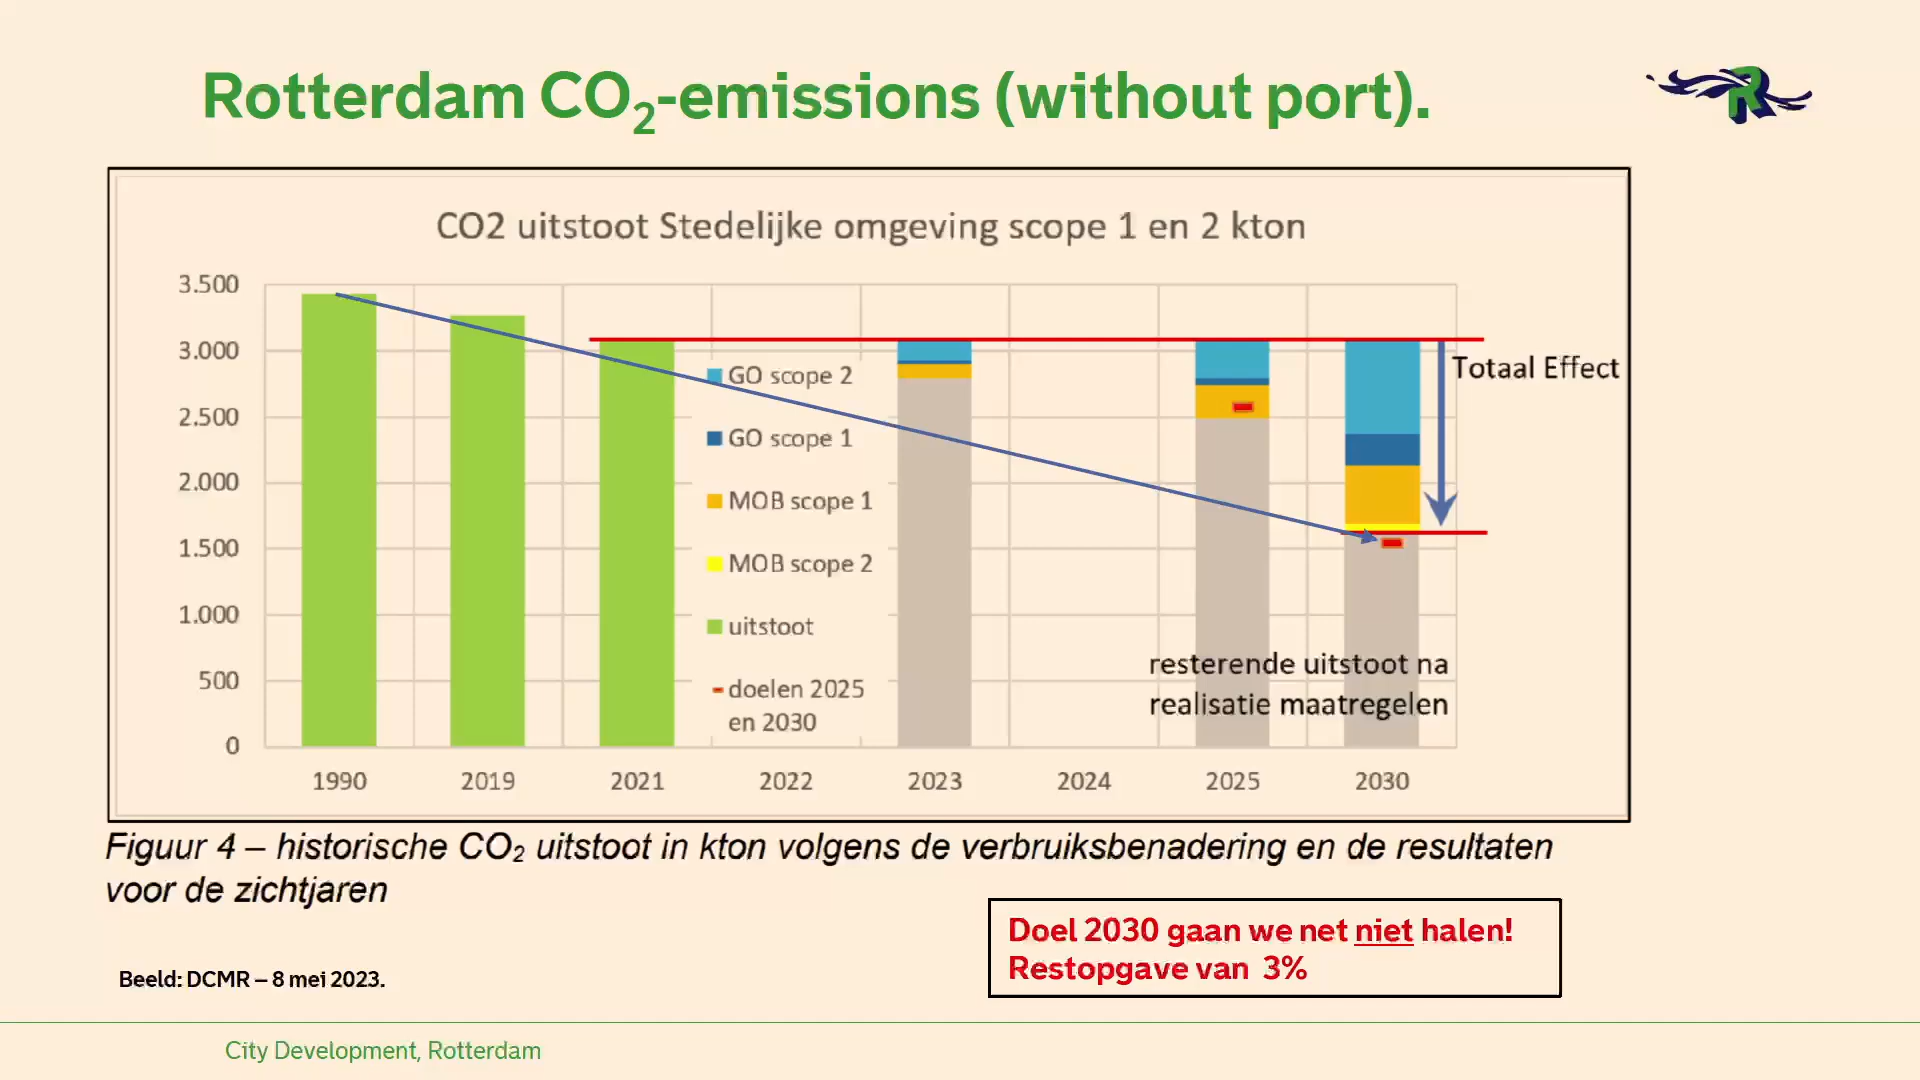 Rotterdam CO2-emissions (without port).
R
CO2 uitstoot Stedelijke omgeving scope 1 en 2 kton
3.500
3.000
2.500
2.000
1.500
1.000
500
0
GO scope 2
GO scope 1
MOB scope 1
MOB scope 2
uitstoot
doelen 2025
en 2030
Totaal Effect
resterende uitstoot na
realisatie maatregelen
1990 2019 2021 2022 2023 2024 2025 2030
Figuur 4 – historische CO2 uitstoot in kton volgens de verbruiksbenadering en de resultaten
voor de zichtjaren
Doel 2030 gaan we net niet halen!
Restopgave van 3%
Beeld: DCMR – 8 mei 2023.
City Development, Rotterdam